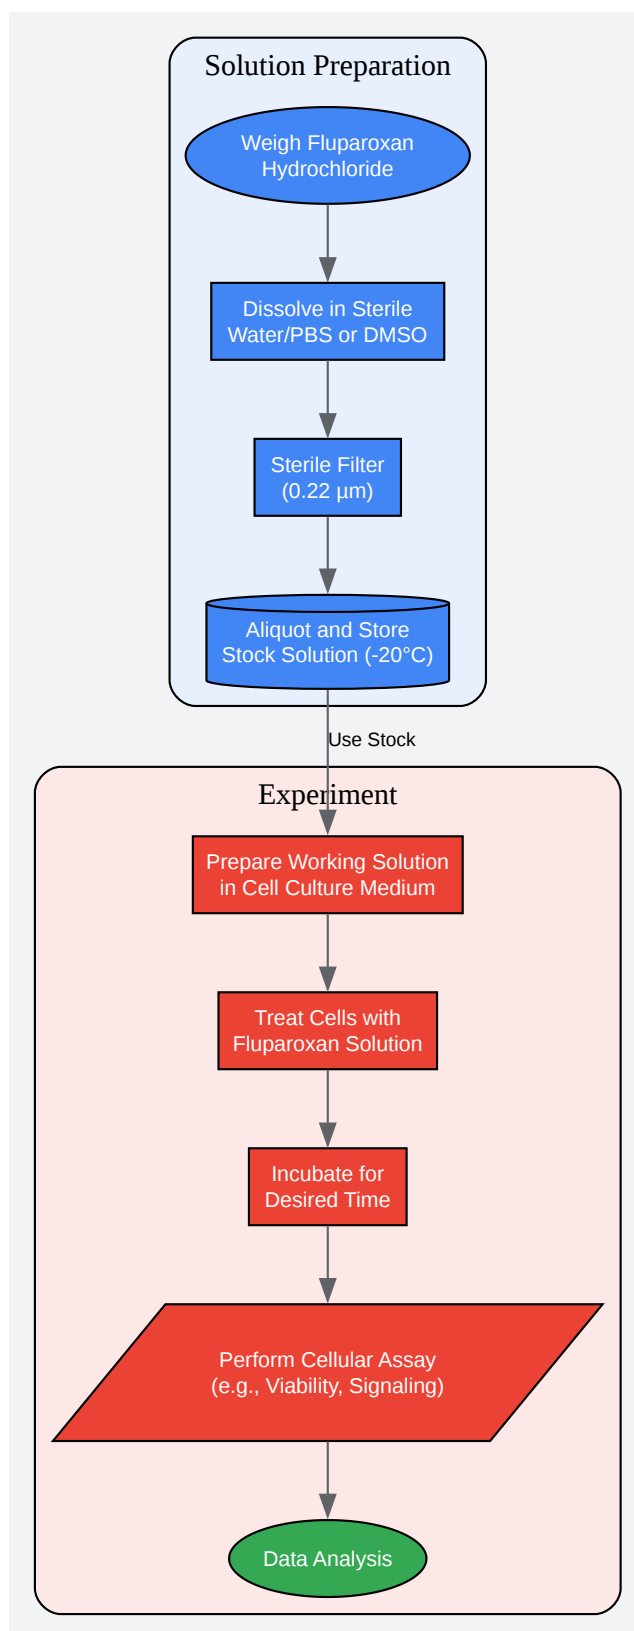 Solution Preparation
Weigh Fluparoxan
Hydrochloride
Dissolve in Sterile
Water/PBS or DMSO
Sterile Filter
(0.22 µm)
Aliquot and Store
Stock Solution (-20°C)
Use Stock
Experiment
Prepare Working Solution
in Cell Culture Medium
Treat Cells with
Fluparoxan Solution
Incubate for
Desired Time
Perform Cellular Assay
(e.g., Viability, Signaling)
Data Analysis